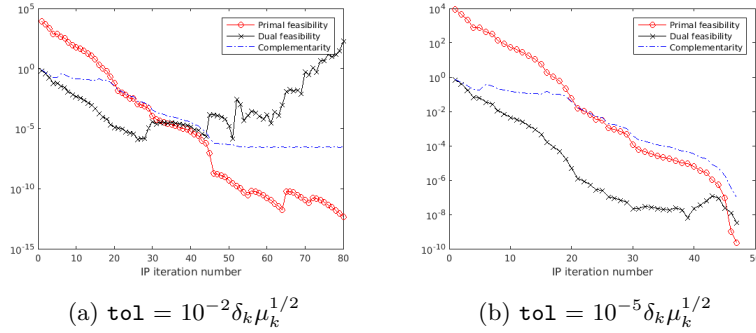 10^5
10^0
10^-5
10^-10
10^-15
0 10 20 30 40 50 60 70 80
IP iteration number
Primal feasibility
Dual feasibility
Complementarity
(a) tol = 10^-2 δ_k μ_k^1/2
10^4
10^2
10^0
10^-2
10^-4
10^-6
10^-8
10^-10
0 10 20 30 40 50
IP iteration number
Primal feasibility
Dual feasibility
Complementarity
(b) tol = 10^-5 δ_k μ_k^1/2